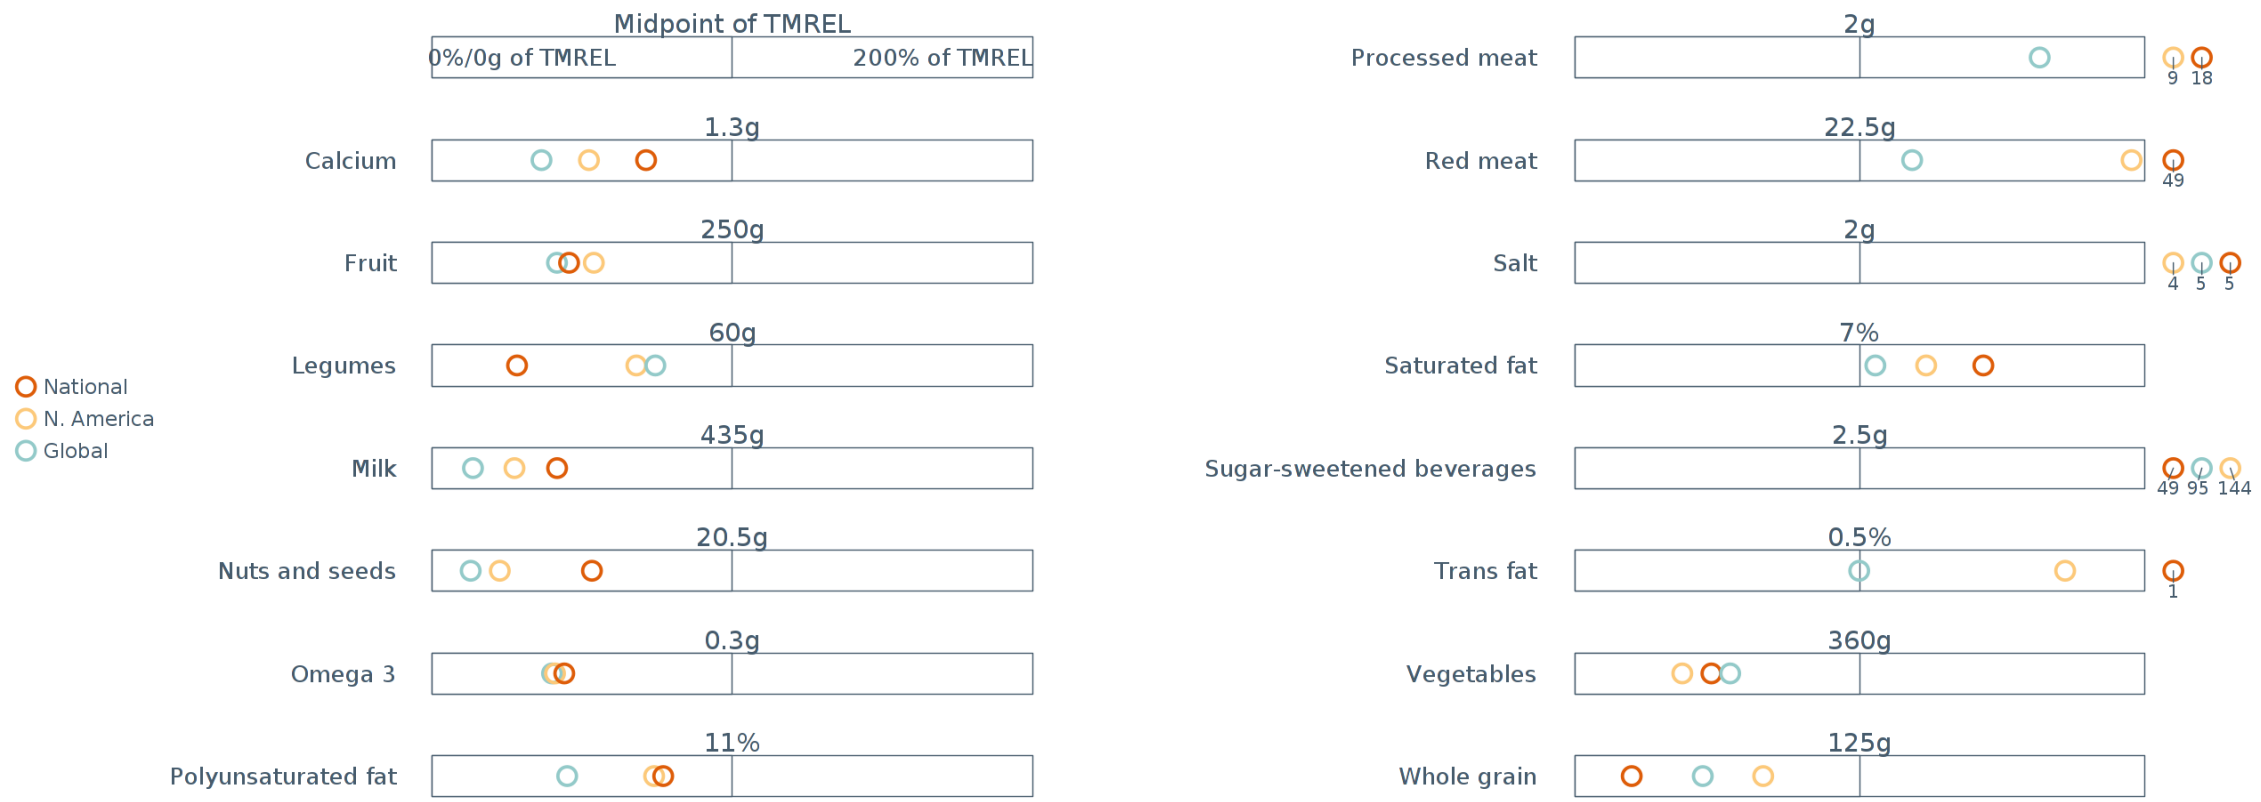 Midpoint of TMREL
0%/0g of TMREL
200% of TMREL
1.3g
Calcium
250g
Fruit
60g
Legumes
435g
Milk
20.5g
Nuts and seeds
0.3g
Omega 3
11%
Polyunsaturated fat
National
N. America
Global
2g
Processed meat
9 18
22.5g
Red meat
49
2g
Salt
4 5 5
7%
Saturated fat
2.5g
Sugar-sweetened beverages
49 95 144
0.5%
Trans fat
1
360g
Vegetables
125g
Whole grain